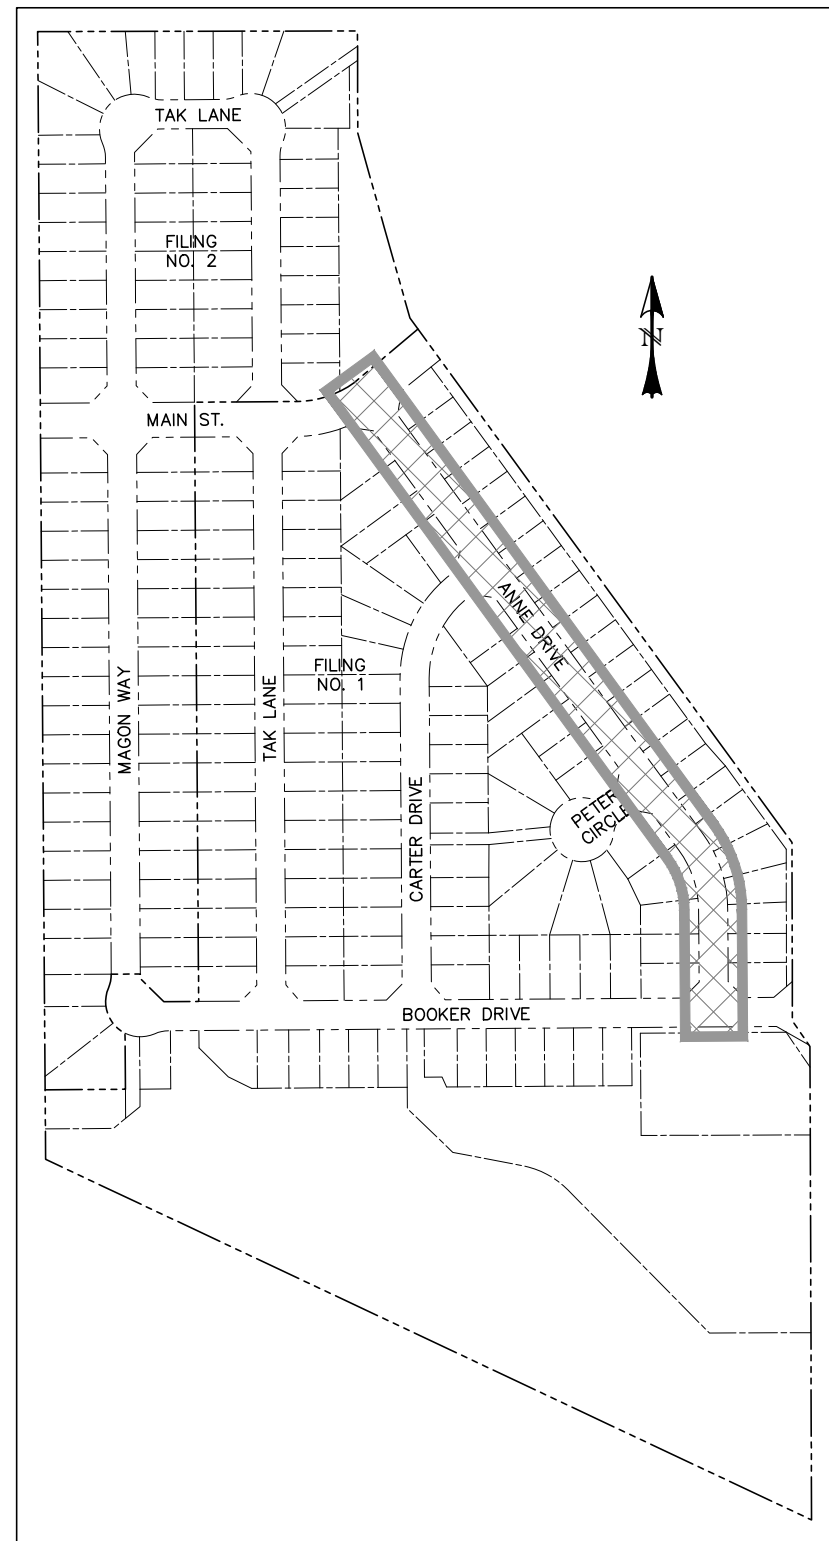 TAK LANE
FILING
NO. 2
N
MAIN ST.
ANNE DRIVE
FILING
NO. 1
MAGON WAY
TAK LANE
CARTER DRIVE
PETER
CIRCLE
BOOKER DRIVE